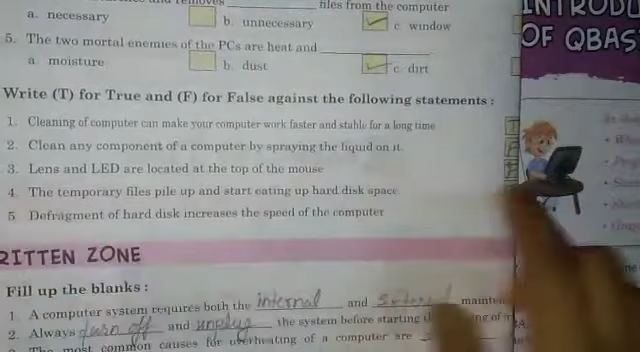 files from the computer
a. necessary b. unnecessary c. window
5. The two mortal enemies of the PCs are heat and
a. moisture b. dust c. dirt
Write (T) for True and (F) for False against the following statements :
1. Cleaning of computer can make your computer work faster and stable for a long time
2. Clean any component of a computer by spraying the liquid on it.
3. Lens and LED are located at the top of the mouse
4. The temporary files pile up and start eating up hard disk space
5 Defragment of hard disk increases the speed of the computer
RITTEN ZONE
Fill up the blanks :
1. A computer system requires both the internal and
2. Always turn off and unplug the system before starting
The most common causes for overheating of a computer are
INTRODU
OF QBAS